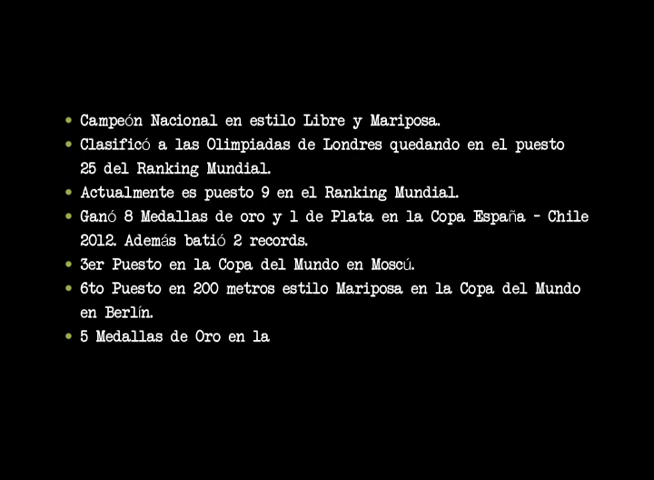 • Campeón Nacional en estilo Libre y Mariposa.
• Clasificó a las Olimpiadas de Londres quedando en el puesto
25 del Ranking Mundial.
• Actualmente es puesto 9 en el Ranking Mundial.
• Ganó 8 Medallas de oro y 1 de Plata en la Copa España - Chile
2012. Además batió 2 records.
• 3er Puesto en la Copa del Mundo en Moscú.
• 6to Puesto en 200 metros estilo Mariposa en la Copa del Mundo
en Berlín.
• 5 Medallas de Oro en la